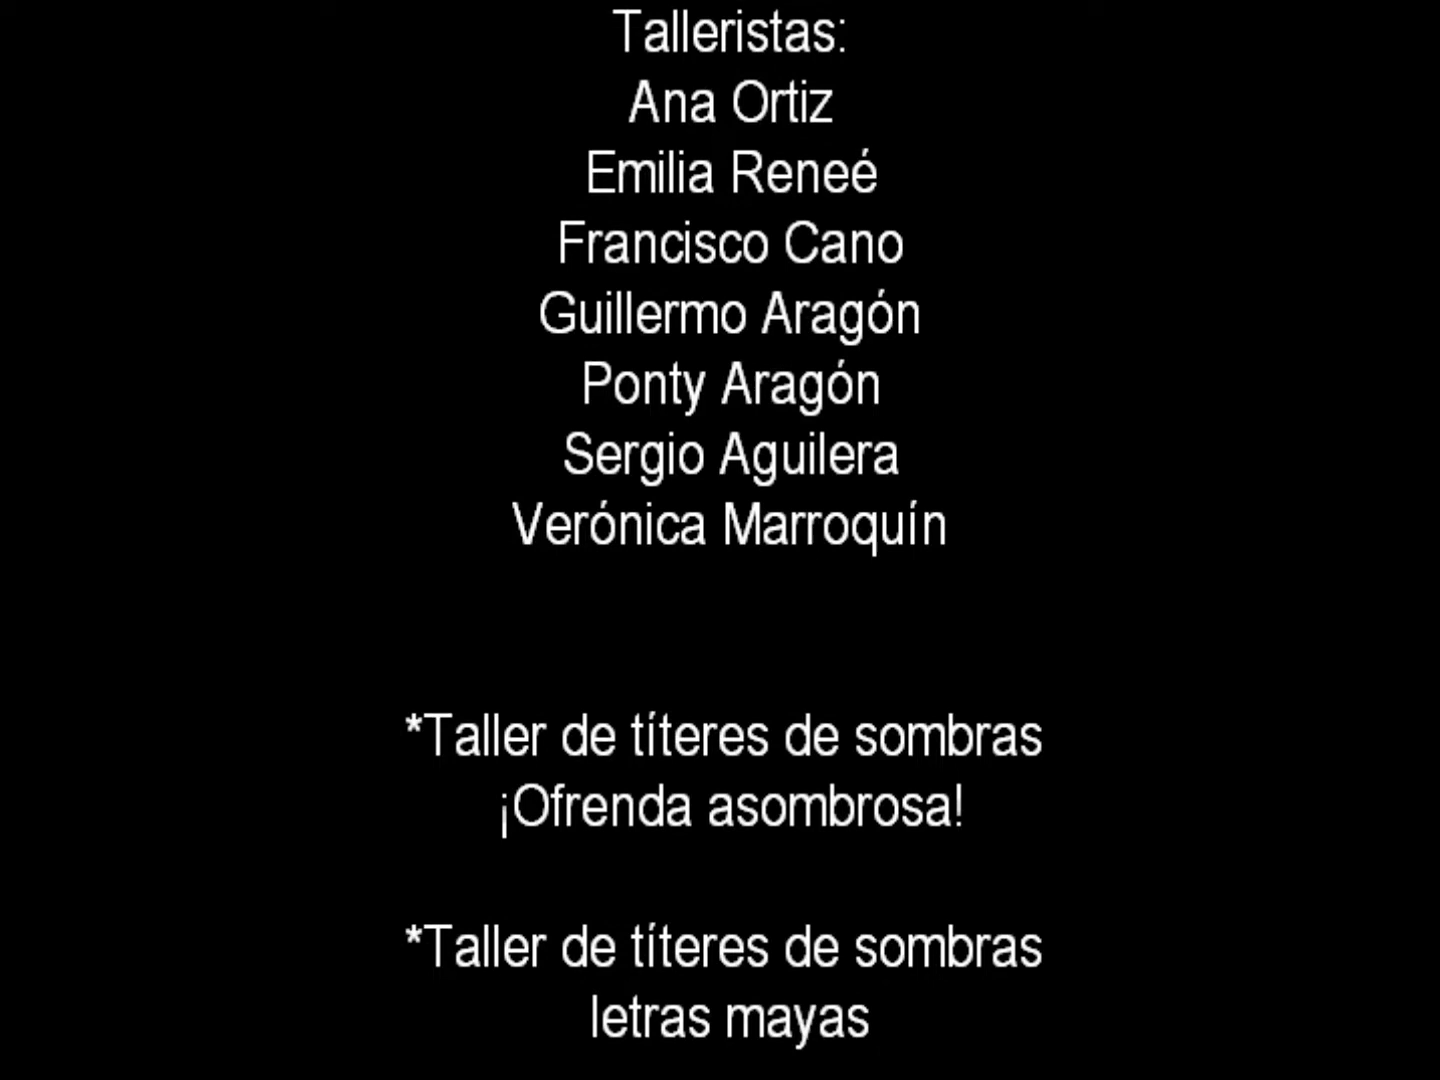 Talleristas:
Ana Ortiz
Emilia Reneé
Francisco Cano
Guillermo Aragón
Ponty Aragón
Sergio Aguilera
Verónica Marroquín
*Taller de títeres de sombras
¡Ofrenda asombrosa!
*Taller de títeres de sombras
letras mayas